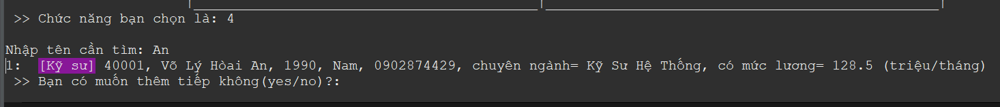 >> Chức năng bạn chọn là: 4
Nhập tên cần tìm: An
1: [Kỹ sư] 40001, Võ Lý Hòai An, 1990, Nam, 0902874429, chuyên ngành= Kỹ Sư Hệ Thống, có mức lương= 128.5 (triệu/tháng)
>> Bạn có muốn thêm tiếp không(yes/no)?: